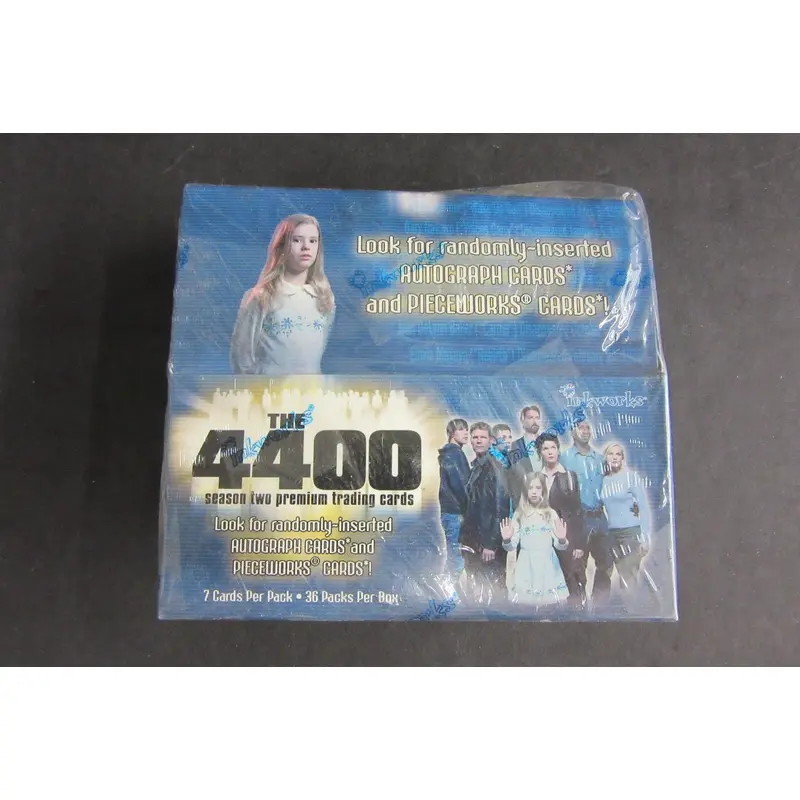 Look for randomly-inserted
AUTOGRAPH CARDS*
and PIECEWORKS® CARDS*!
inkworks
THE
4400
season two premium trading cards
Look for randomly-inserted
AUTOGRAPH CARDS* and
PIECEWORKS® CARDS*!
7 Cards Per Pack • 36 Packs Per Box